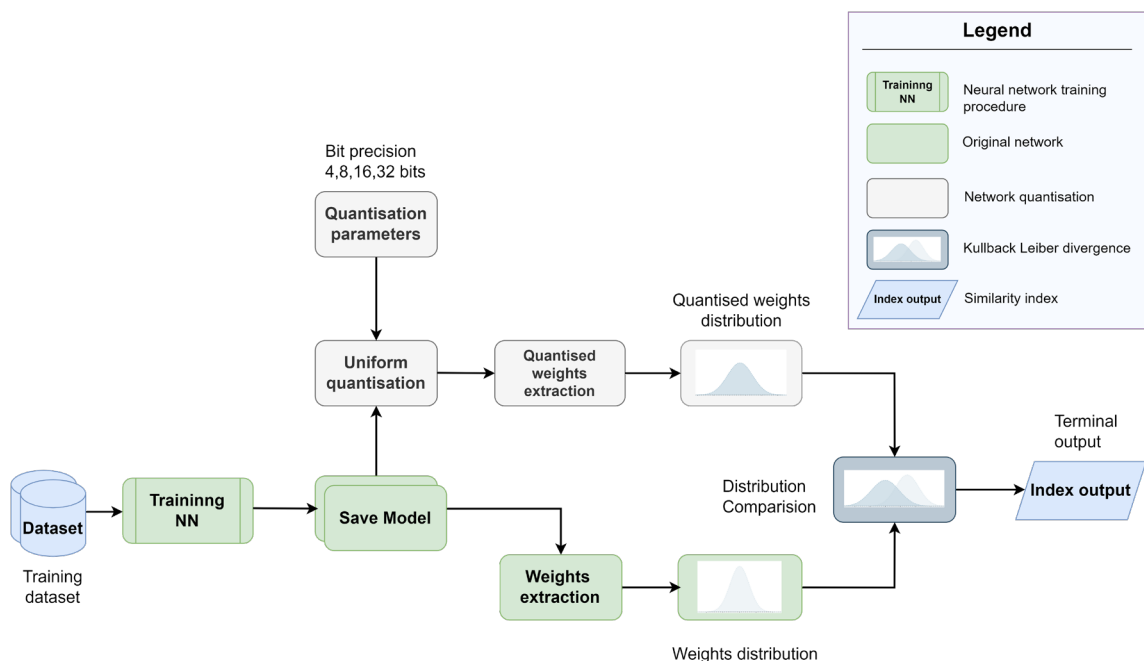 Legend
Traininng
NN
Neural network training
procedure
Original network
Network quantisation
Kullback Leiber divergence
Index output
Similarity index
Bit precision
4,8,16,32 bits
Quantisation
parameters
Uniform
quantisation
Quantised
weights
extraction
Quantised weights
distribution
Dataset
Training
dataset
Traininng
NN
Save Model
Weights
extraction
Weights distribution
Distribution
Comparision
Terminal
output
Index output